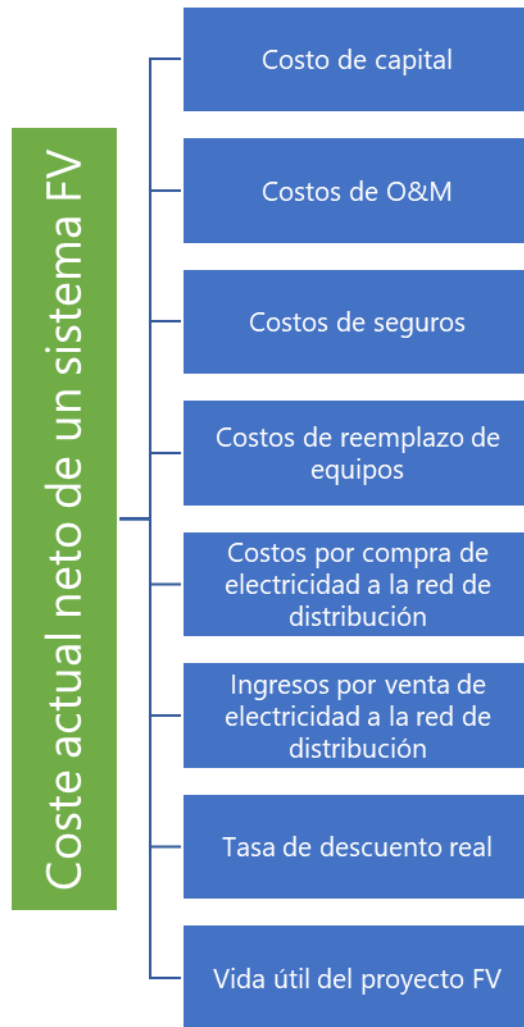 Coste actual neto de un sistema FV
Costo de capital
Costos de O&M
Costos de seguros
Costos de reemplazo de
equipos
Costos por compra de
electricidad a la red de
distribución
Ingresos por venta de
electricidad a la red de
distribución
Tasa de descuento real
Vida útil del proyecto FV